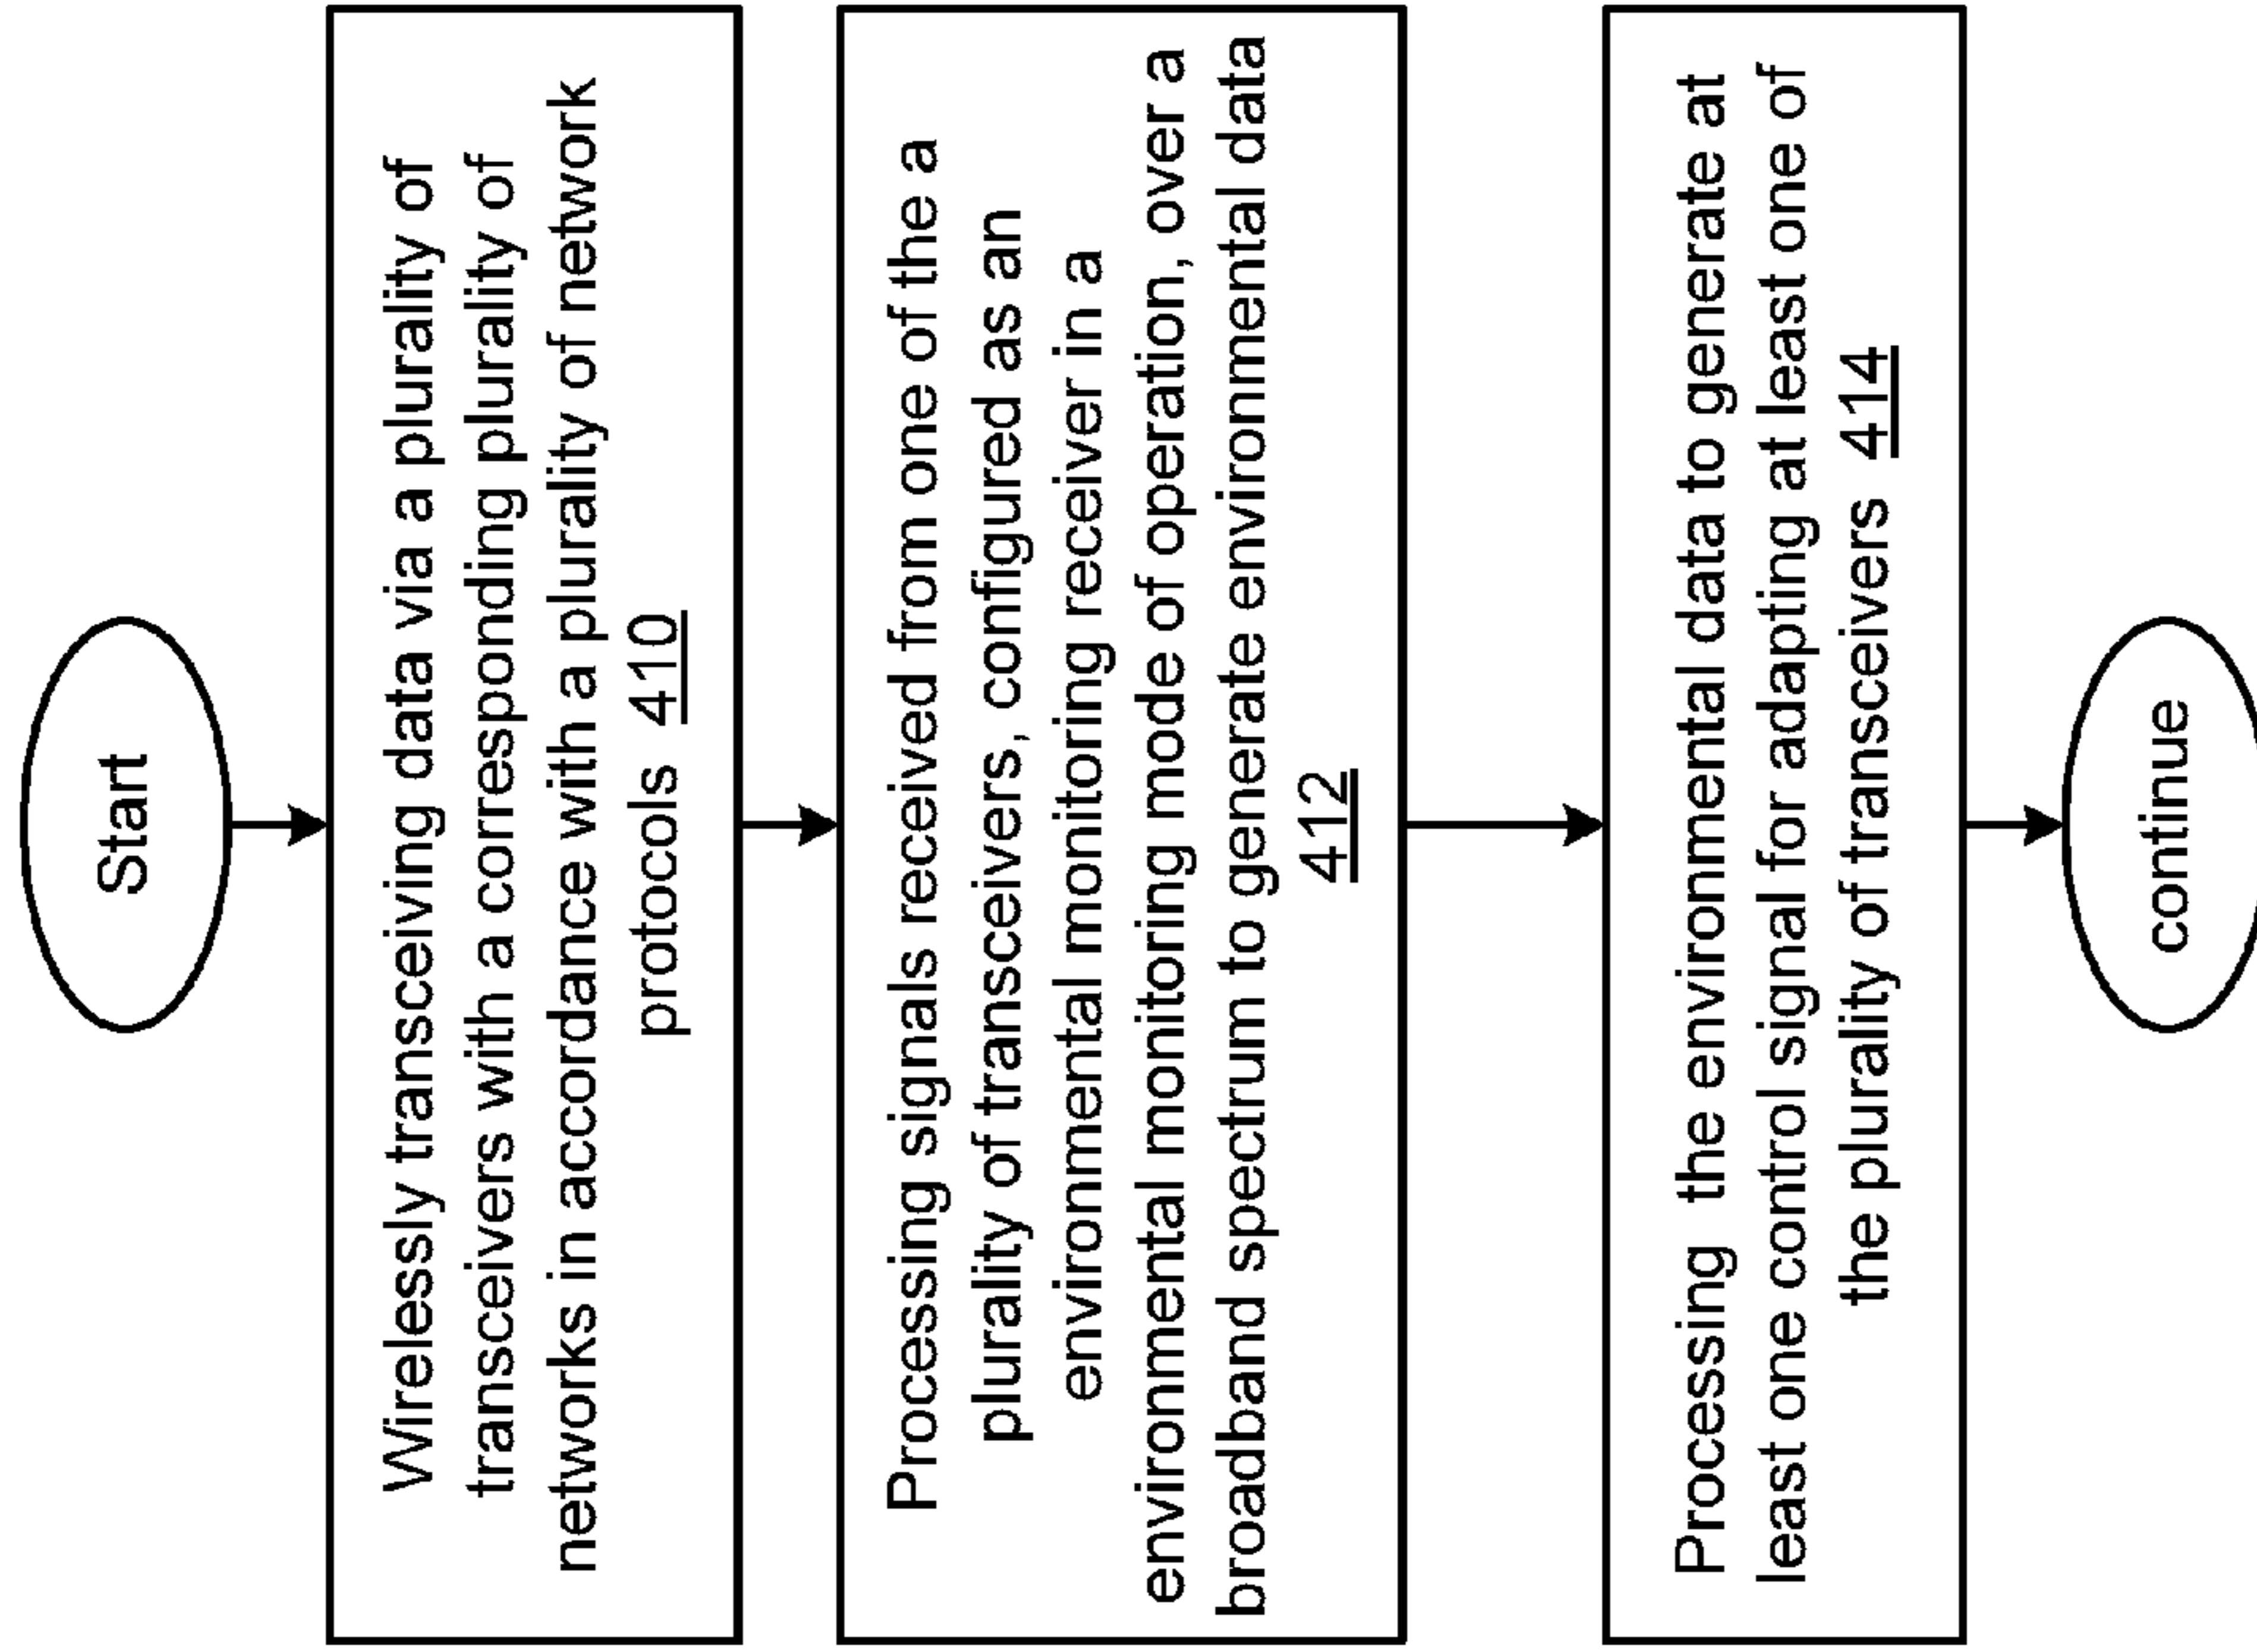 Start
Wirelessly transceiving data via a plurality of
transceivers with a corresponding plurality of
networks in accordance with a plurality of network
protocols 410
Processing signals received from one of the a
plurality of transceivers, configured as an
environmental monitoring receiver in a
environmental monitoring mode of operation, over a
broadband spectrum to generate environmental data
412
Processing the environmental data to generate at
least one control signal for adapting at least one of
the plurality of transceivers 414
continue